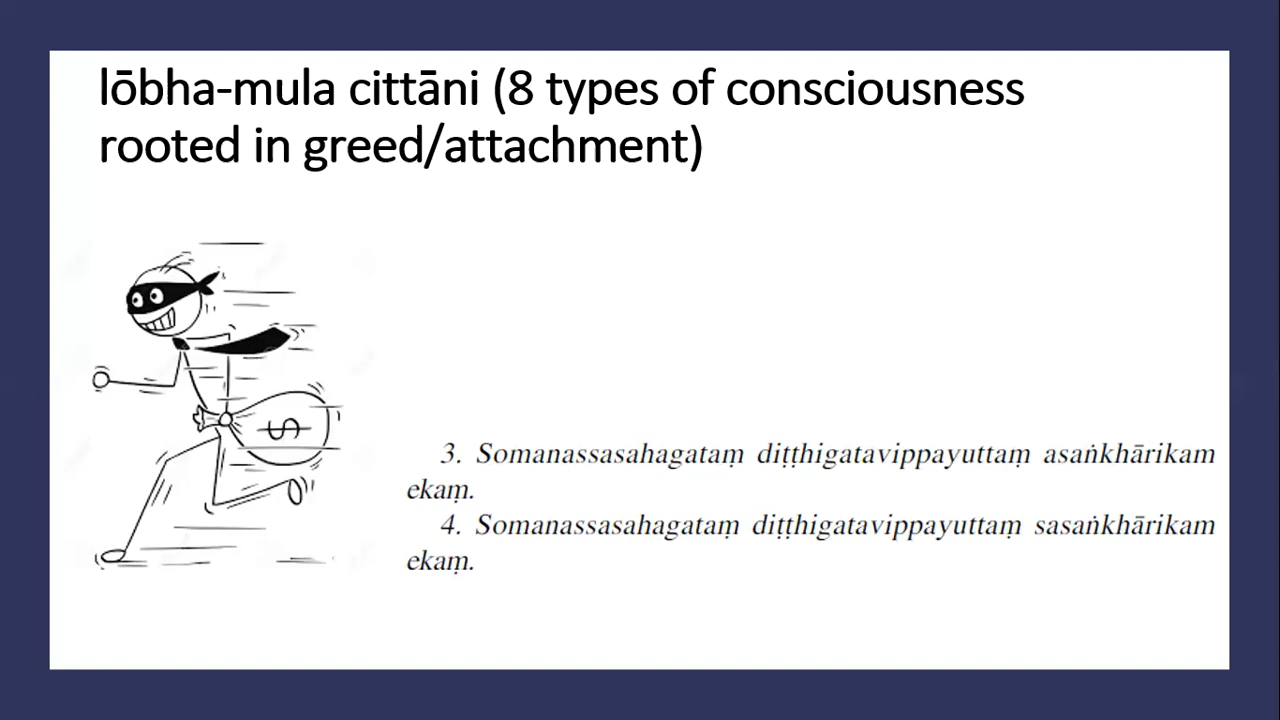 lōbha-mula cittāni (8 types of consciousness
rooted in greed/attachment)
$
3. Somanassasahagataṃ diṭṭhigatavippayuttaṃ asaṅkhārikam
ekaṃ.
4. Somanassasahagataṃ diṭṭhigatavippayuttaṃ sasaṅkhārikam
ekaṃ.